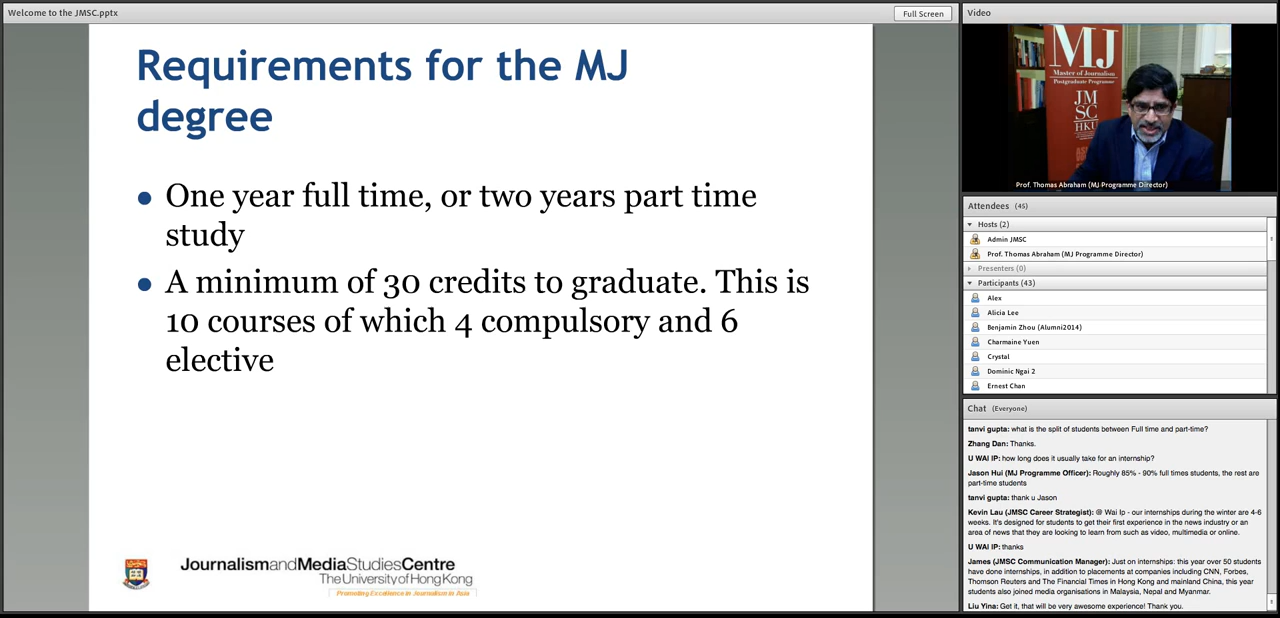 Welcome to the JMSC.pptx
Full Screen
Requirements for the MJ
degree
One year full time, or two years part time
study
A minimum of 30 credits to graduate. This is
10 courses of which 4 compulsory and 6
elective
JournalismandMediaStudiesCentre
The University of Hong Kong
Promoting Excellence in Journalism in Asia
Video
MJ
Master of Journalism
Postgraduate Programme
JM
SC
HKU
Prof. Thomas Abraham (MJ Programme Director)
Attendees (45)
Hosts (2)
Admin JMSC
Prof. Thomas Abraham (MJ Programme Director)
Presenters (0)
Participants (43)
Alex
Alicia Lee
Benjamin Zhou (Alumni2014)
Charmaine Yuen
Crystal
Dominic Ngai 2
Ernest Chan
Chat (Everyone)
tanvi gupta: what is the split of students between Full time and part-time?
Zhang Dan: Thanks.
U WAI IP: how long does it usually take for an internship?
Jason Hui (MJ Programme Officer): Roughly 85% - 90% full times students, the rest are
part-time students
tanvi gupta: thank u Jason
Kevin Lau (JMSC Career Strategist): @ Wai Ip - our internships during the winter are 4-6
weeks. It's designed for students to get their first experience in the news industry or an
area of news that they are looking to learn from such as video, multimedia or online.
U WAI IP: thanks
James (JMSC Communication Manager): Just on internships: this year over 50 students
have done internships, in addition to placements at companies including CNN, Forbes,
Thomson Reuters and The Financial Times in Hong Kong and mainland China, this year
students also joined media organisations in Malaysia, Nepal and Myanmar.
Liu Yina: Get it, that will be very awesome experience! Thank you.